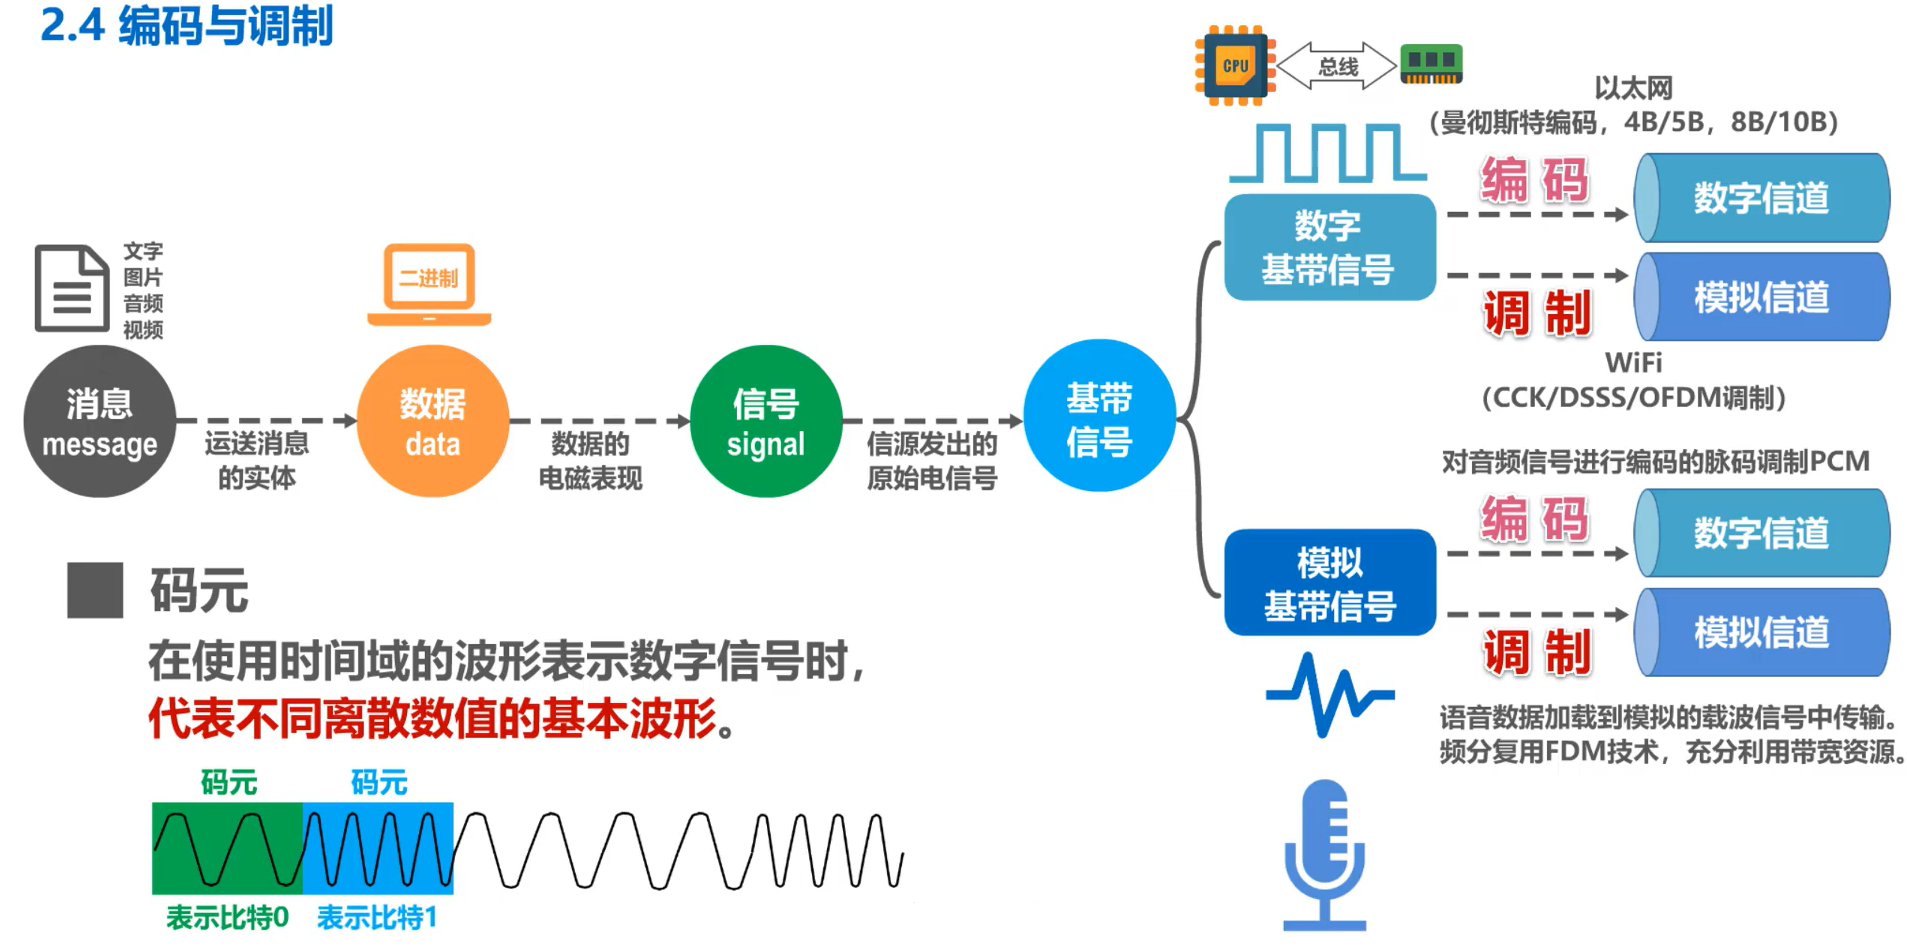 2.4 编码与调制
CPU
总线
以太网
（曼彻斯特编码，4B/5B，8B/10B）
编 码
数字信道
数字
基带信号
调 制
模拟信道
WiFi
（CCK/DSSS/OFDM调制）
文字
图片
音频
视频
二进制
消息
message
运送消息
的实体
数据
data
数据的
电磁表现
信号
signal
信源发出的
原始电信号
基带
信号
对音频信号进行编码的脉码调制PCM
编 码
数字信道
模拟
基带信号
调 制
模拟信道
语音数据加载到模拟的载波信号中传输。
频分复用FDM技术，充分利用带宽资源。
码元
在使用时间域的波形表示数字信号时，
代表不同离散数值的基本波形。
码元
码元
表示比特0
表示比特1